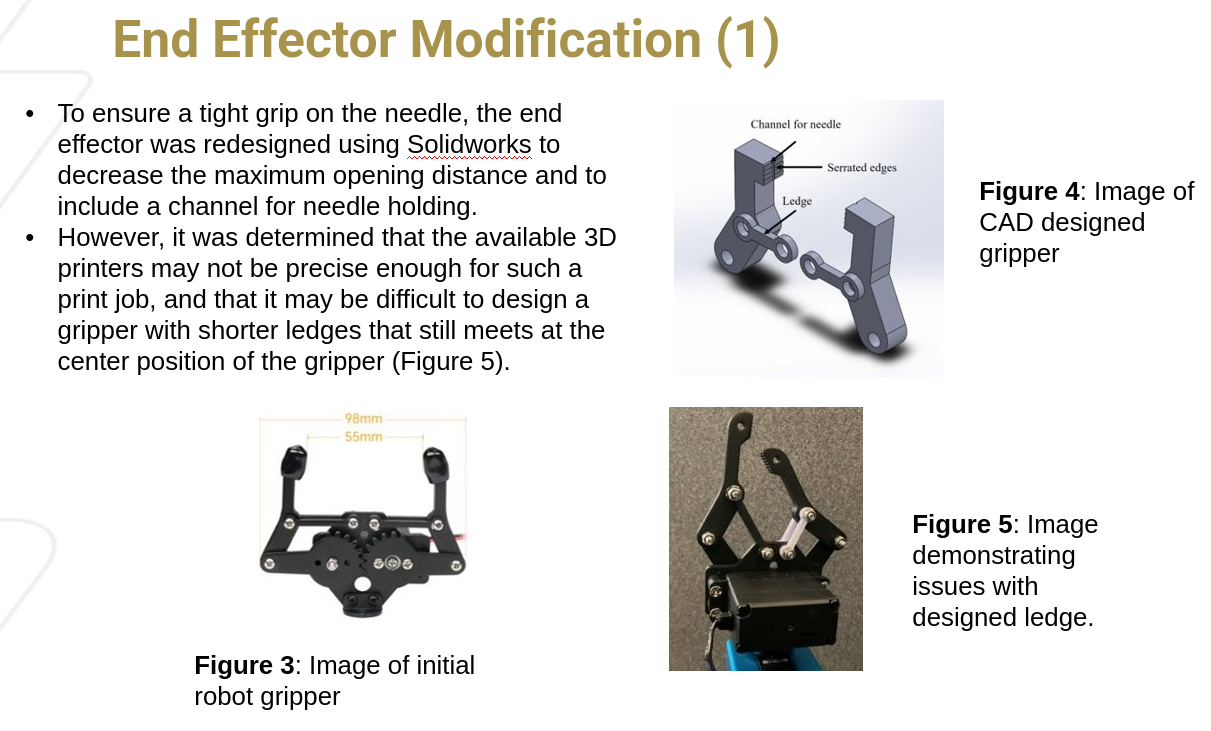 End Effector Modification (1)
• To ensure a tight grip on the needle, the end
effector was redesigned using Solidworks to
decrease the maximum opening distance and to
include a channel for needle holding.
• However, it was determined that the available 3D
printers may not be precise enough for such a
print job, and that it may be difficult to design a
gripper with shorter ledges that still meets at the
center position of the gripper (Figure 5).
Channel for needle
Serrated edges
Ledge
Figure 4: Image of
CAD designed
gripper
98mm
55mm
Figure 3: Image of initial
robot gripper
Figure 5: Image
demonstrating
issues with
designed ledge.